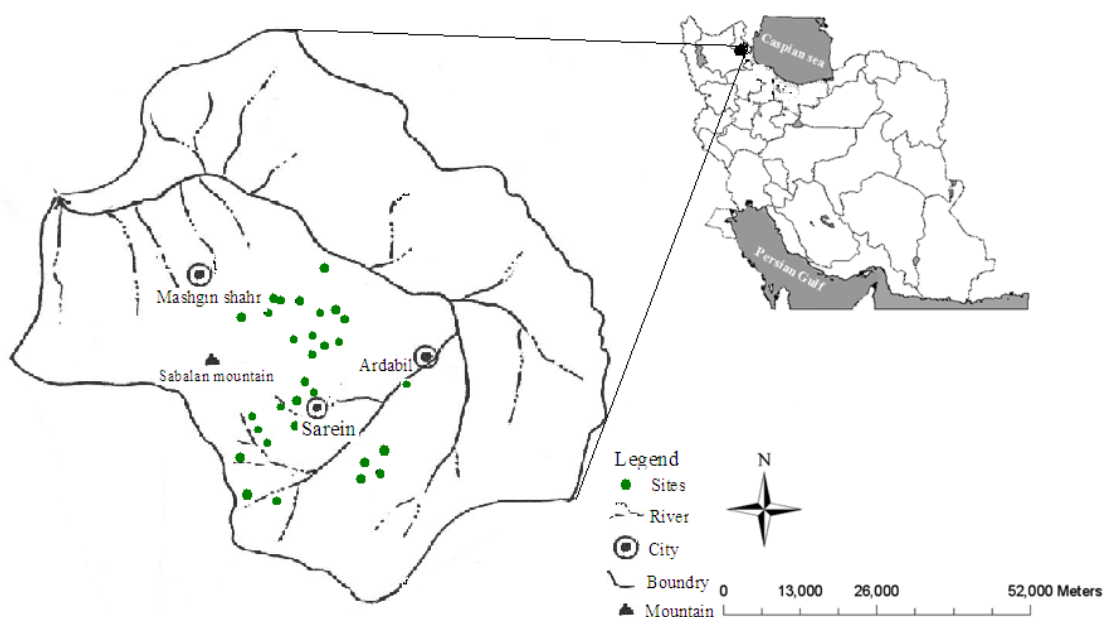 Caspian sea
Persian Gulf
Mashgin shahr
Sabalan mountain
Ardabil
Sarein
Legend
Sites
River
City
Boundry
Mountain
N
0 13,000 26,000 52,000 Meters